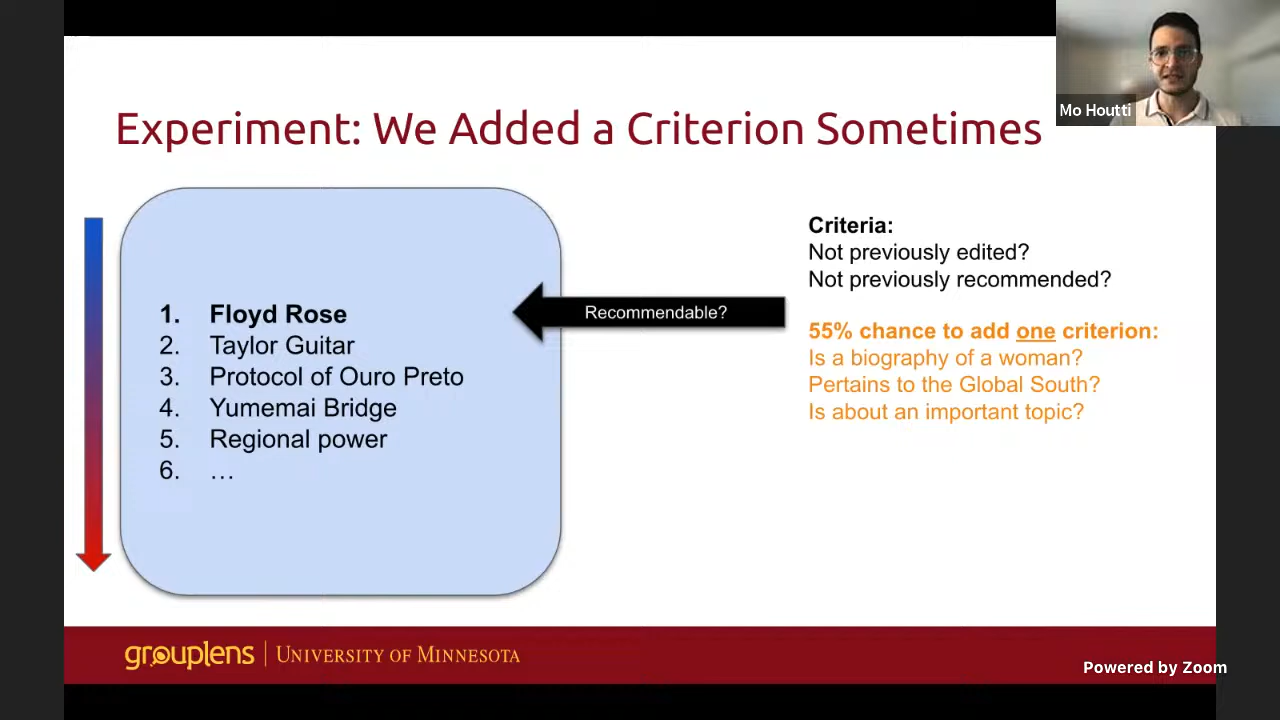 Mo Houtti
Experiment: We Added a Criterion Sometimes
1. Floyd Rose
2. Taylor Guitar
3. Protocol of Ouro Preto
4. Yumemai Bridge
5. Regional power
6. …
Recommendable?
Criteria:
Not previously edited?
Not previously recommended?
55% chance to add one criterion:
Is a biography of a woman?
Pertains to the Global South?
Is about an important topic?
grouplens | UNIVERSITY OF MINNESOTA
Powered by Zoom